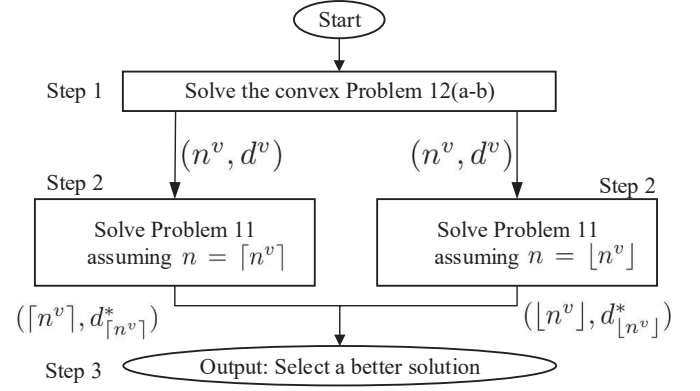 Start
Step 1
Solve the convex Problem 12(a-b)
(n^v, d^v)
(n^v, d^v)
Step 2
Step 2
Solve Problem 11
assuming n = ⌈n^v⌉
Solve Problem 11
assuming n = ⌊n^v⌋
(⌈n^v⌉, d^*_{⌈n^v⌉})
(⌊n^v⌋, d^*_{⌊n^v⌋})
Step 3
Output: Select a better solution